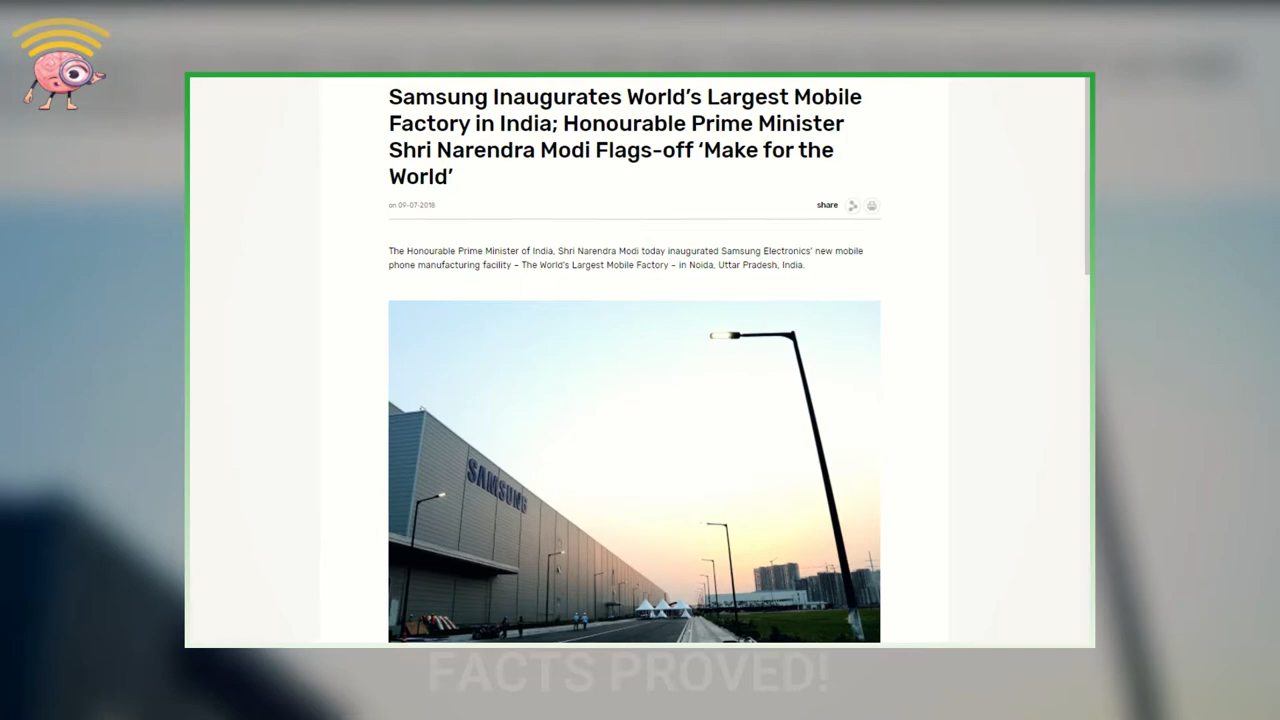 Samsung Inaugurates World’s Largest Mobile
Factory in India; Honourable Prime Minister
Shri Narendra Modi Flags-off ‘Make for the
World’
on 09-07-2018
share
The Honourable Prime Minister of India, Shri Narendra Modi today inaugurated Samsung Electronics’ new mobile
phone manufacturing facility – The World’s Largest Mobile Factory – in Noida, Uttar Pradesh, India.
SAMSUNG
FACTS PROVED!